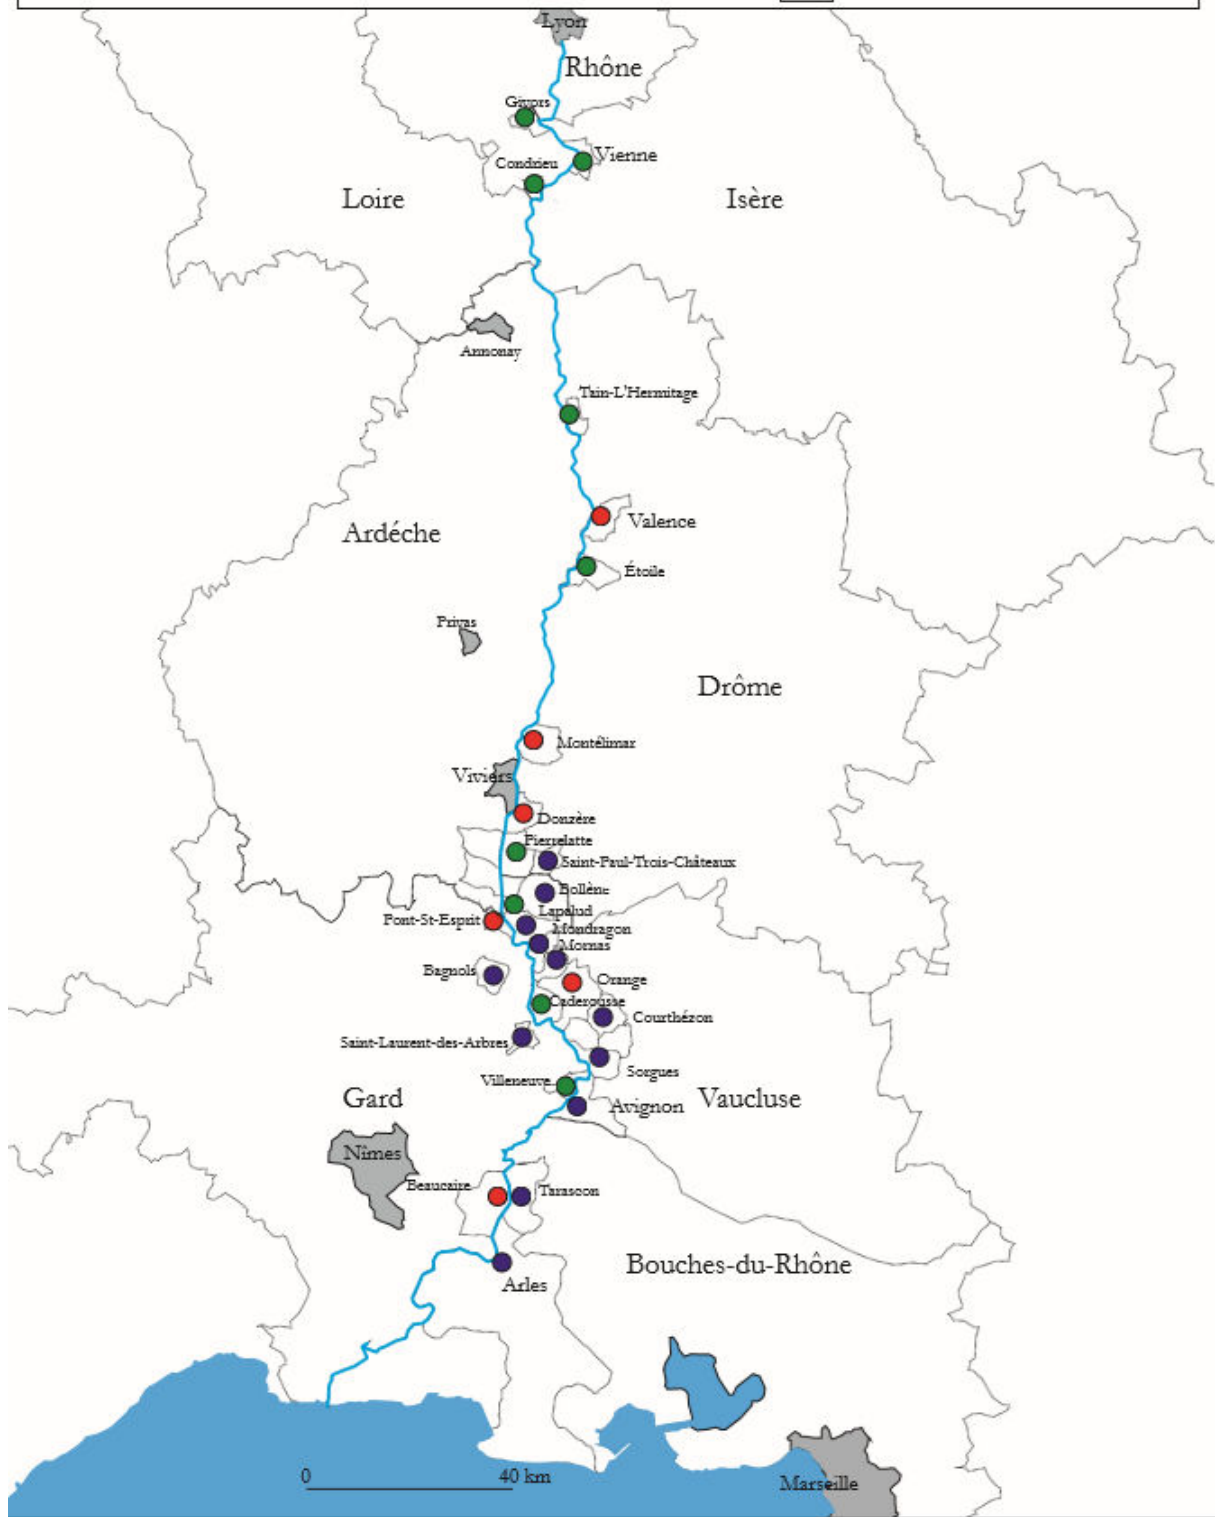 Lyon
Rhône
Givors
Vienne
Condrieu
Loire
Isère
Annonay
Tain-L'Hermitage
Valence
Ardéche
Étoile
Privas
Drôme
Montélimar
Viviers
Donzère
Pierrelatte
Saint-Paul-Trois-Châteaux
Bollène
Lapalud
Pont-St-Esprit
Mondragon
Mornas
Bagnols
Orange
Caderousse
Courthézon
Saint-Laurent-des-Arbres
Sorgues
Villeneuve
Gard
Vaucluse
Avignon
Nîmes
Beaucaire
Tarascon
Bouches-du-Rhône
Arles
0 40 km
Marseille